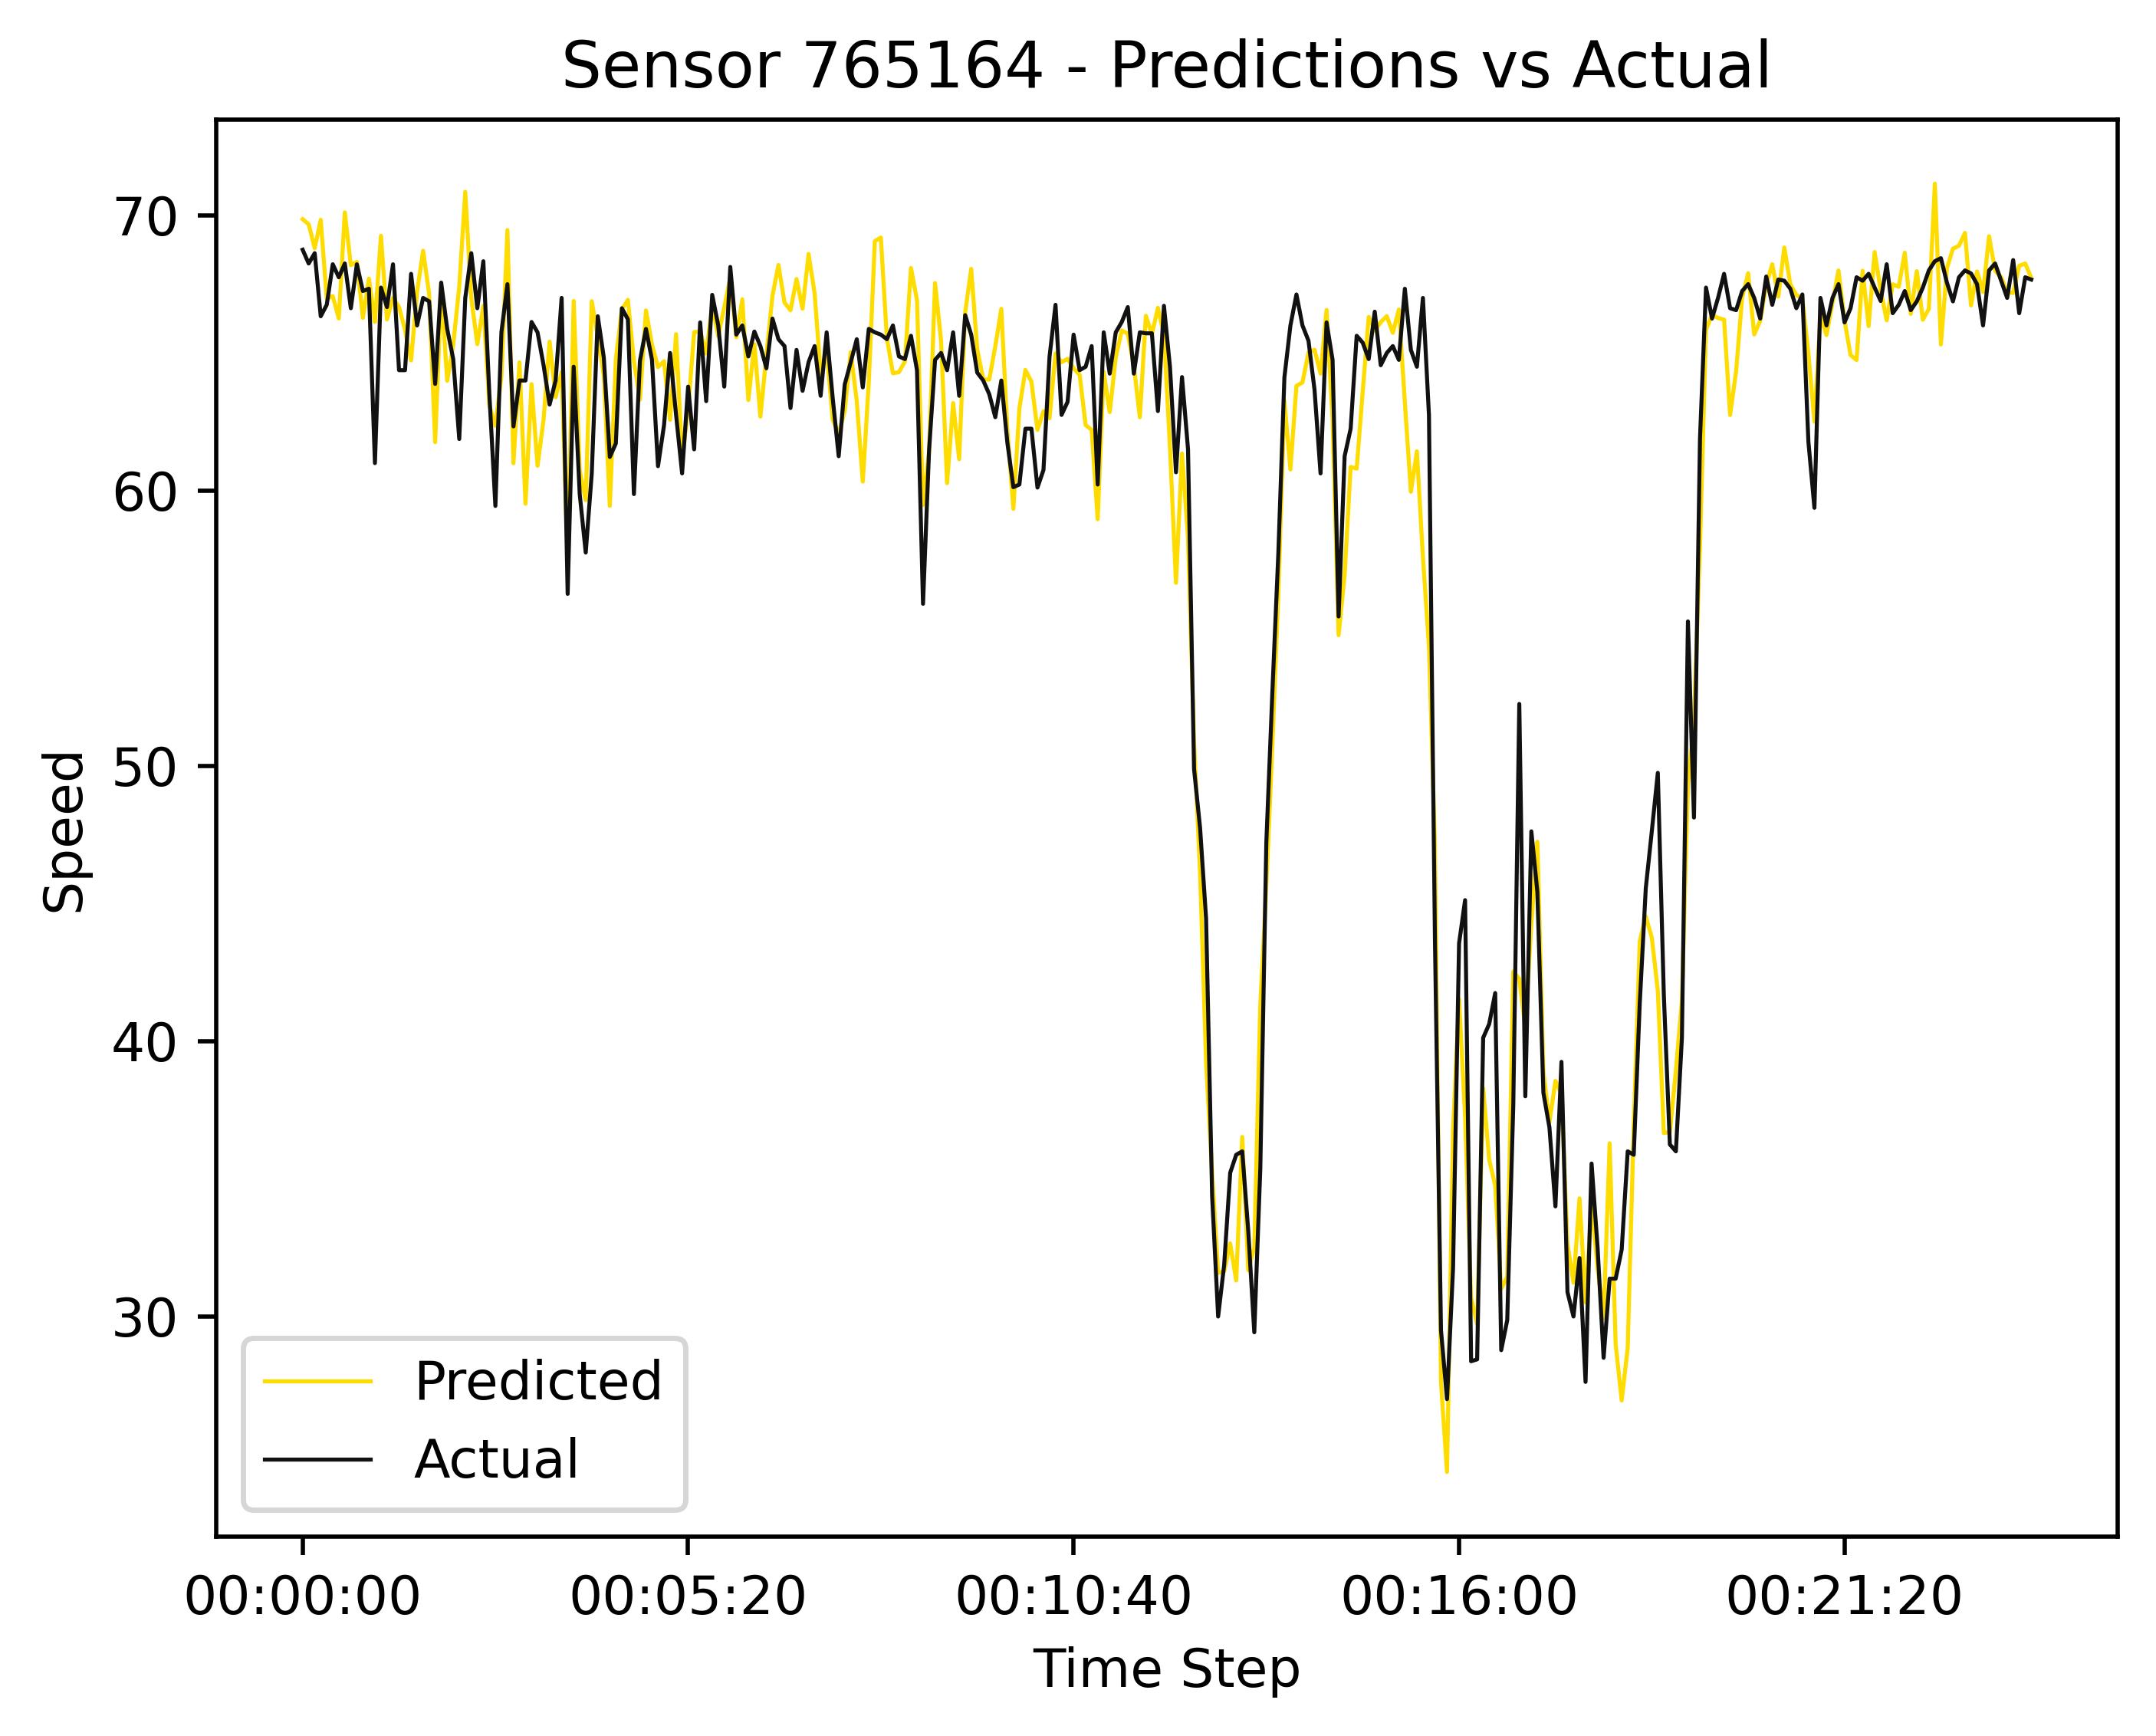 Sensor 765164 - Predictions vs Actual
70
60
50
40
30
Speed
Predicted
Actual
00:00:00 00:05:20 00:10:40 00:16:00 00:21:20
Time Step